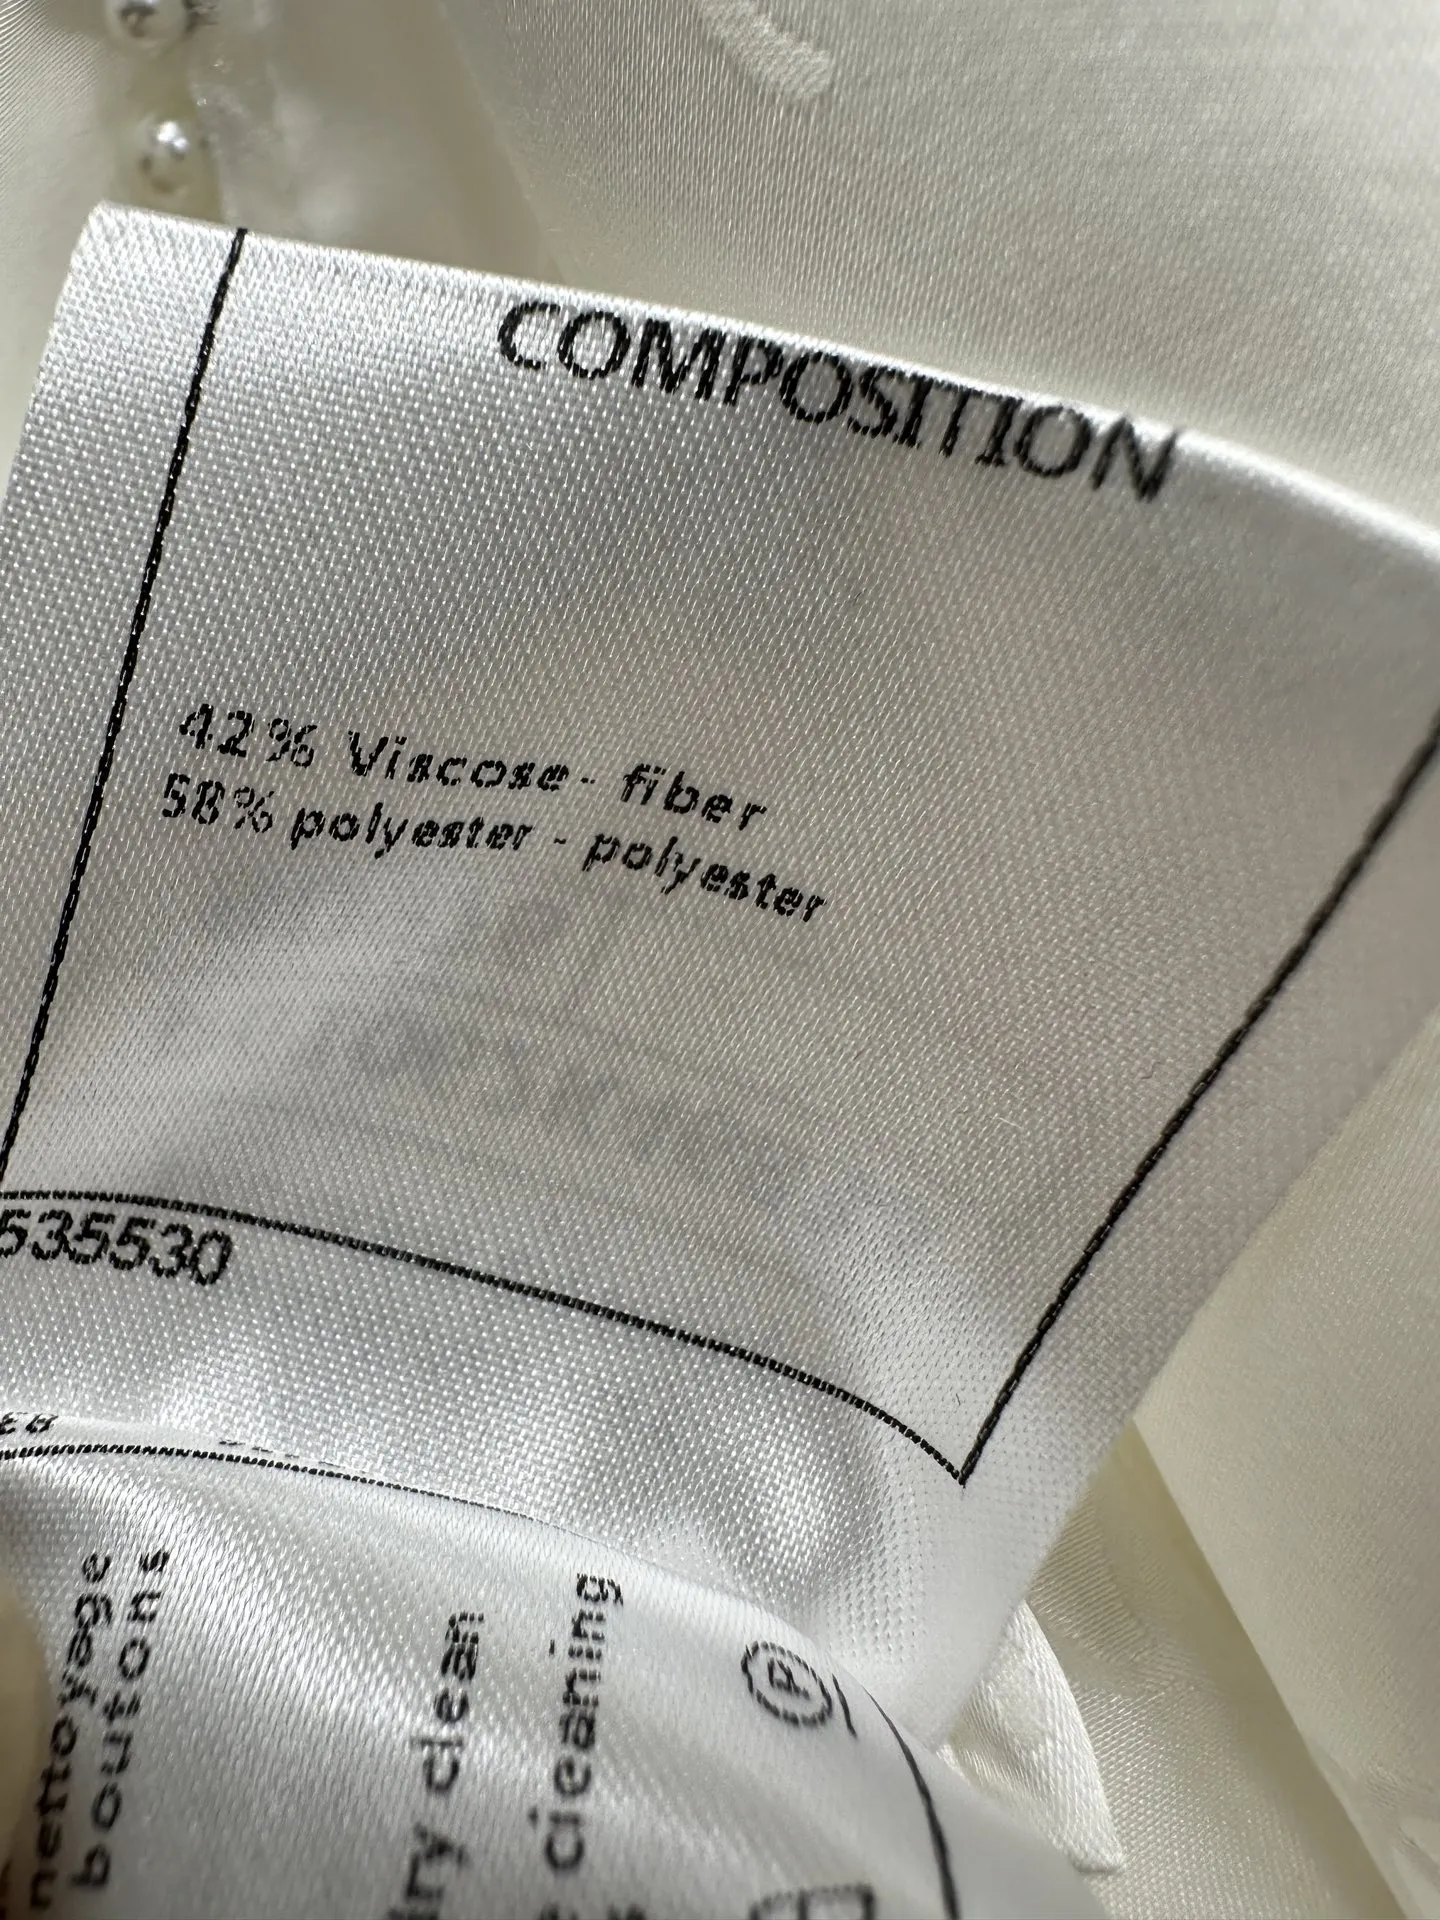 COMPOSITION
42% Viscose- fiber
58% polyester - polyester
535530
nettoyage
boutons
dry clean
cleaning
P